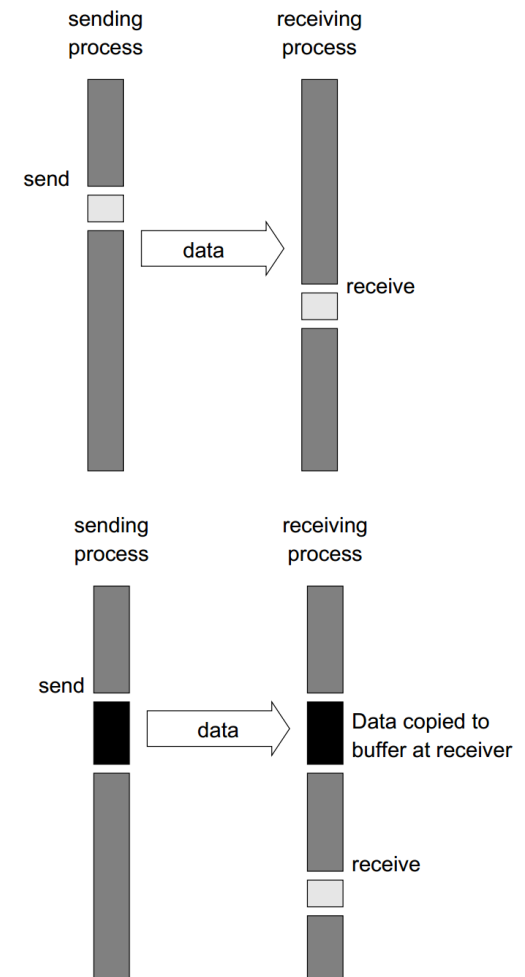 sending
process
receiving
process
send
data
receive
sending
process
receiving
process
send
data
Data copied to
buffer at receiver
receive